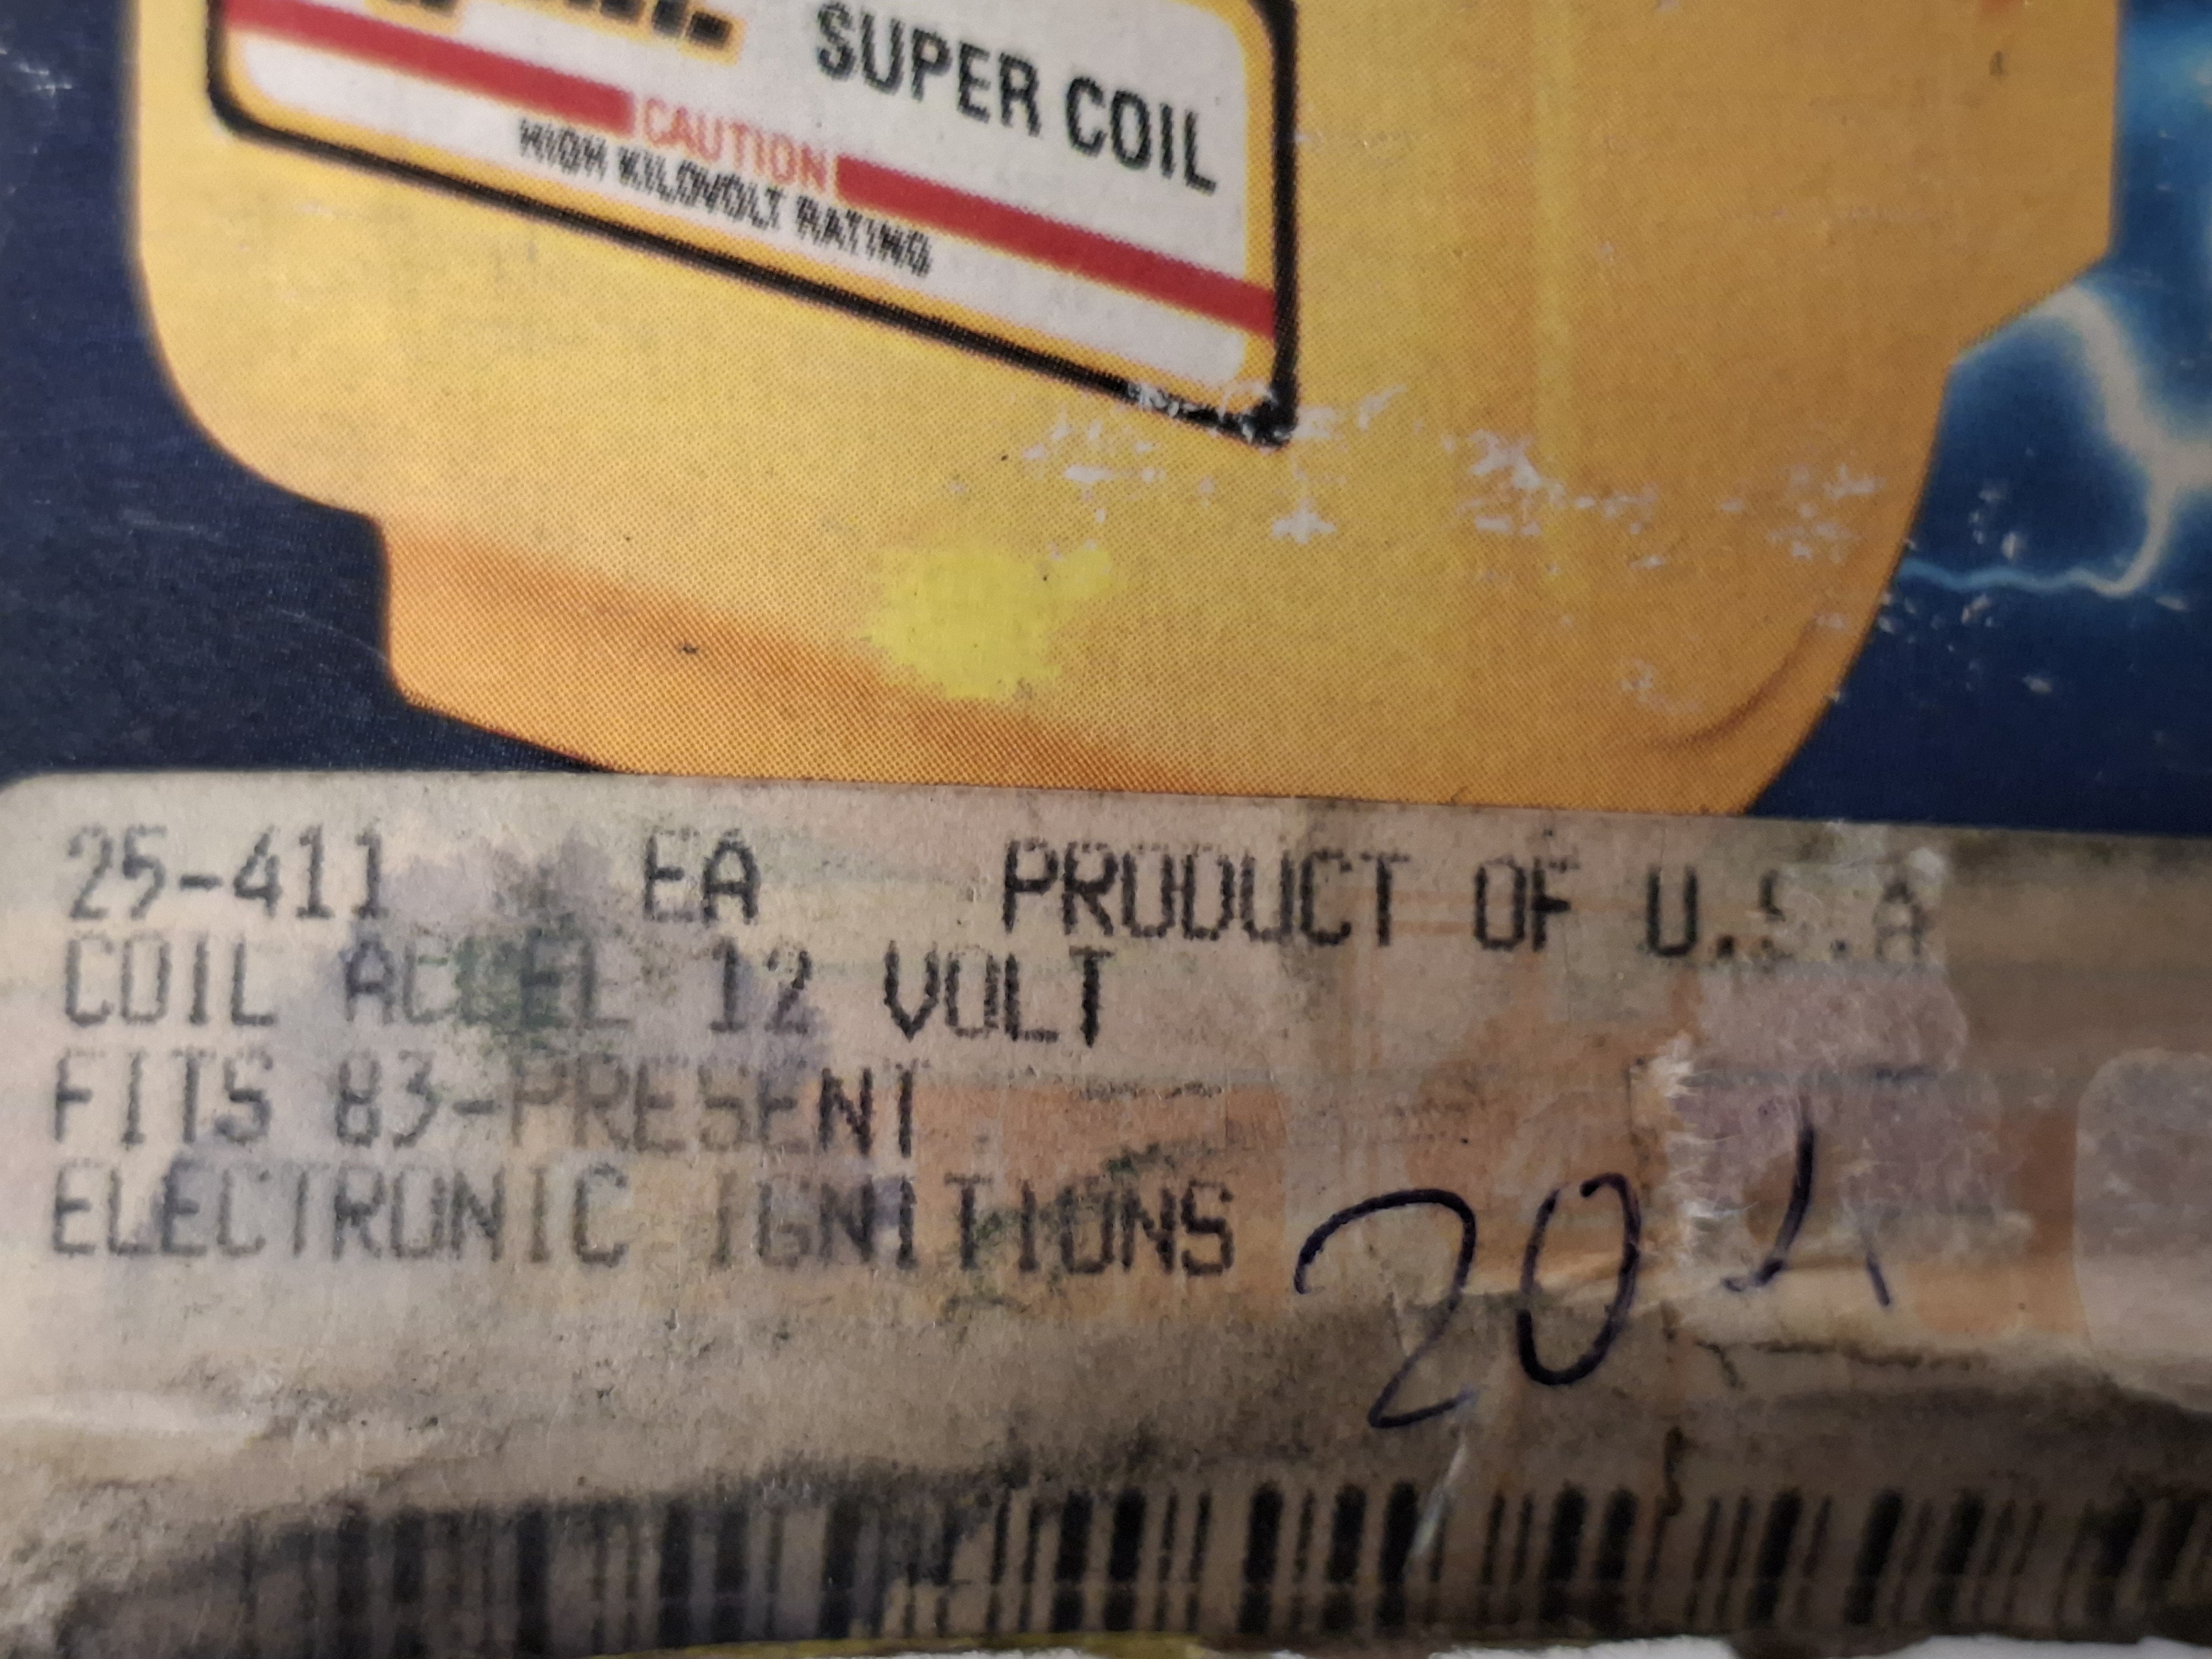 SUPER COIL
CAUTION
HIGH KILOVOLT RATING
25-411 EA PRODUCT OF U.S.A
COIL ACCEL 12 VOLT
FITS 83-PRESENT
ELECTRONIC IGNITIONS
20